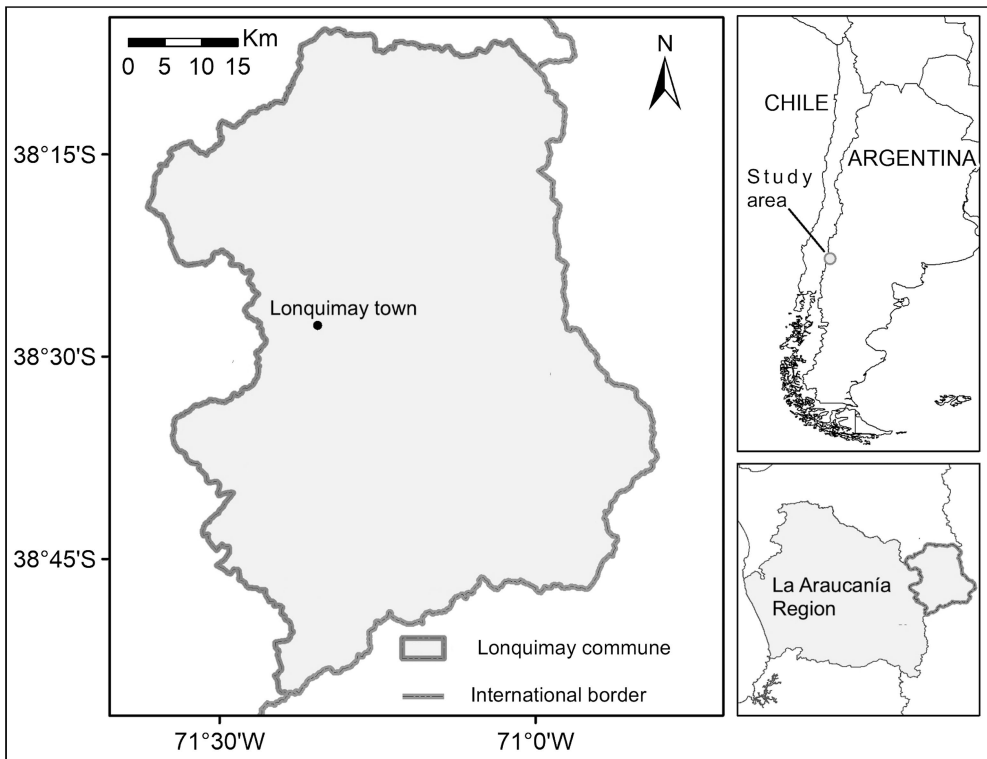 Km
0 5 10 15
N
38°15'S
38°30'S
38°45'S
Lonquimay town
Lonquimay commune
International border
71°30'W 71°0'W
CHILE
ARGENTINA
Study
area
La Araucanía
Region